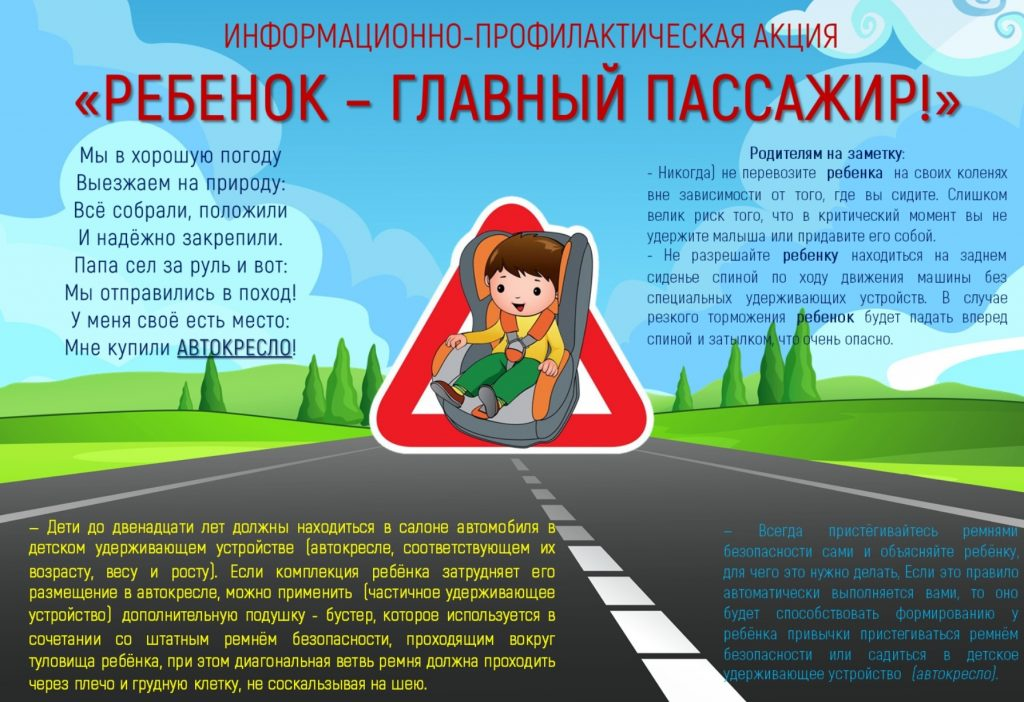 ИНФОРМАЦИОННО-ПРОФИЛАКТИЧЕСКАЯ АКЦИЯ
«РЕБЕНОК – ГЛАВНЫЙ ПАССАЖИР!»
Мы в хорошую погоду
Выезжаем на природу:
Всё собрали, положили
И надёжно закрепили.
Папа сел за руль и вот:
Мы отправились в поход!
У меня своё есть место:
Мне купили АВТОКРЕСЛО!
Родителям на заметку:
- Никогда) не перевозите ребенка на своих коленях
вне зависимости от того, где вы сидите. Слишком
велик риск того, что в критический момент вы не
удержите малыша или придавите его собой.
- Не разрешайте ребенку находиться на заднем
сиденье спиной по ходу движения машины без
специальных удерживающих устройств. В случае
резкого торможения ребенок будет падать вперед
спиной и затылком, что очень опасно.
– Дети до двенадцати лет должны находиться в салоне автомобиля в
детском удерживающем устройстве (автокресле, соответствующем их
возрасту, весу и росту). Если комплекция ребёнка затрудняет его
размещение в автокресле, можно применить (частичное удерживающее
устройство) дополнительную подушку - бустер, которое используется в
сочетании со штатным ремнём безопасности, проходящим вокруг
туловища ребёнка, при этом диагональная ветвь ремня должна проходить
через плечо и грудную клетку, не соскальзывая на шею.
– Всегда пристёгивайтесь ремнями
безопасности сами и объясняйте ребёнку,
для чего это нужно делать, Если это правило
автоматически выполняется вами, то оно
будет способствовать формированию у
ребёнка привычки пристегиваться ремнём
безопасности или садиться в детское
удерживающее устройство (автокресло).